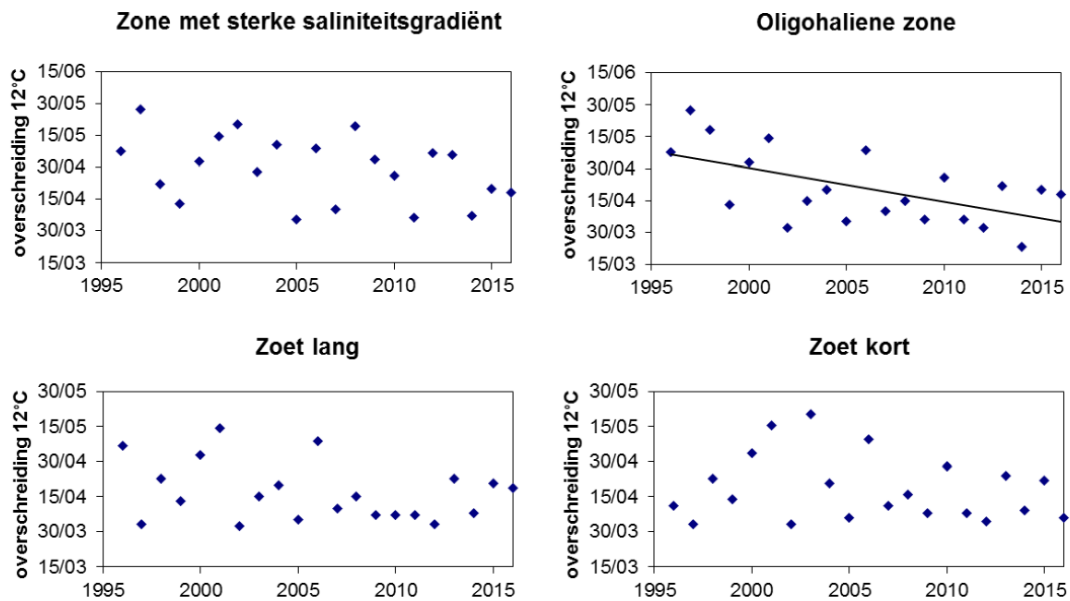 Zone met sterke saliniteitsgradiënt
overschreiding 12°C
15/06
30/05
15/05
30/04
15/04
30/03
15/03
1995 2000 2005 2010 2015
Oligohaliene zone
overschreiding 12°C
15/06
30/05
15/05
30/04
15/04
30/03
15/03
1995 2000 2005 2010 2015
Zoet lang
overschreiding 12°C
30/05
15/05
30/04
15/04
30/03
15/03
1995 2000 2005 2010 2015
Zoet kort
overschreiding 12°C
30/05
15/05
30/04
15/04
30/03
15/03
1995 2000 2005 2010 2015